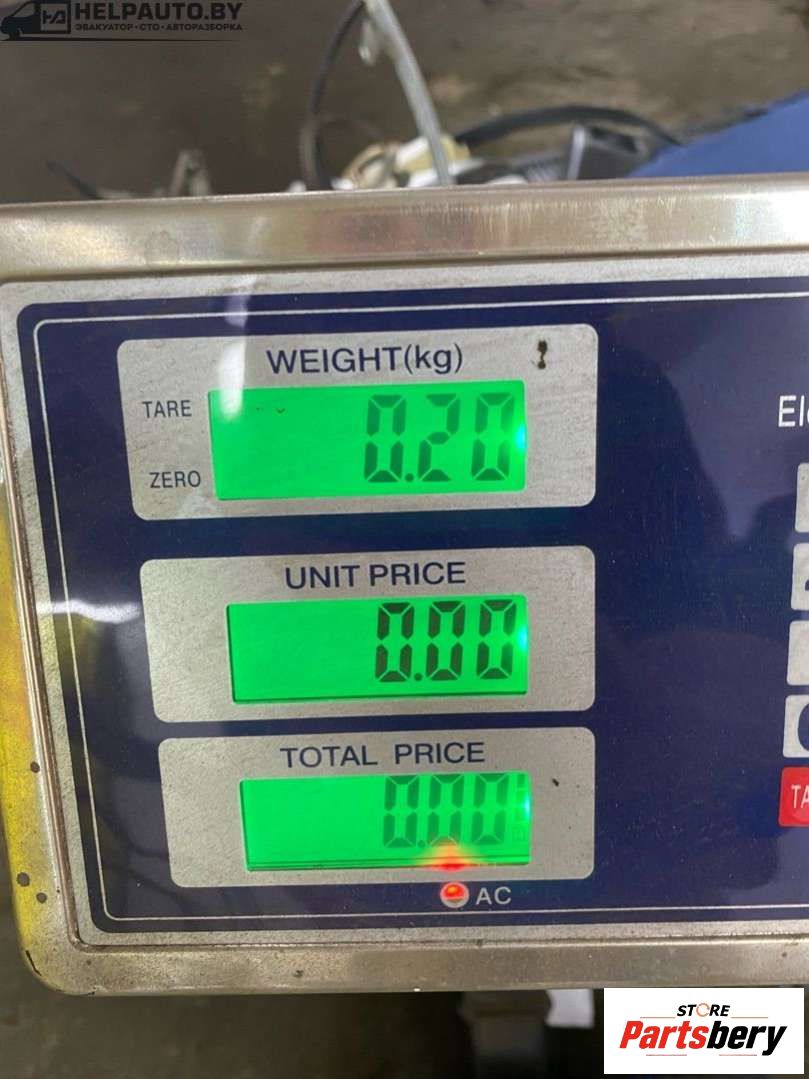 HELPAUTO.BY
ЭВАКУАТОР • СТО • АВТОРАЗБОРКА
WEIGHT(kg)
TARE
0.20
ZERO
UNIT PRICE
0.00
TOTAL PRICE
0.00
AC
STORE
Partsbery